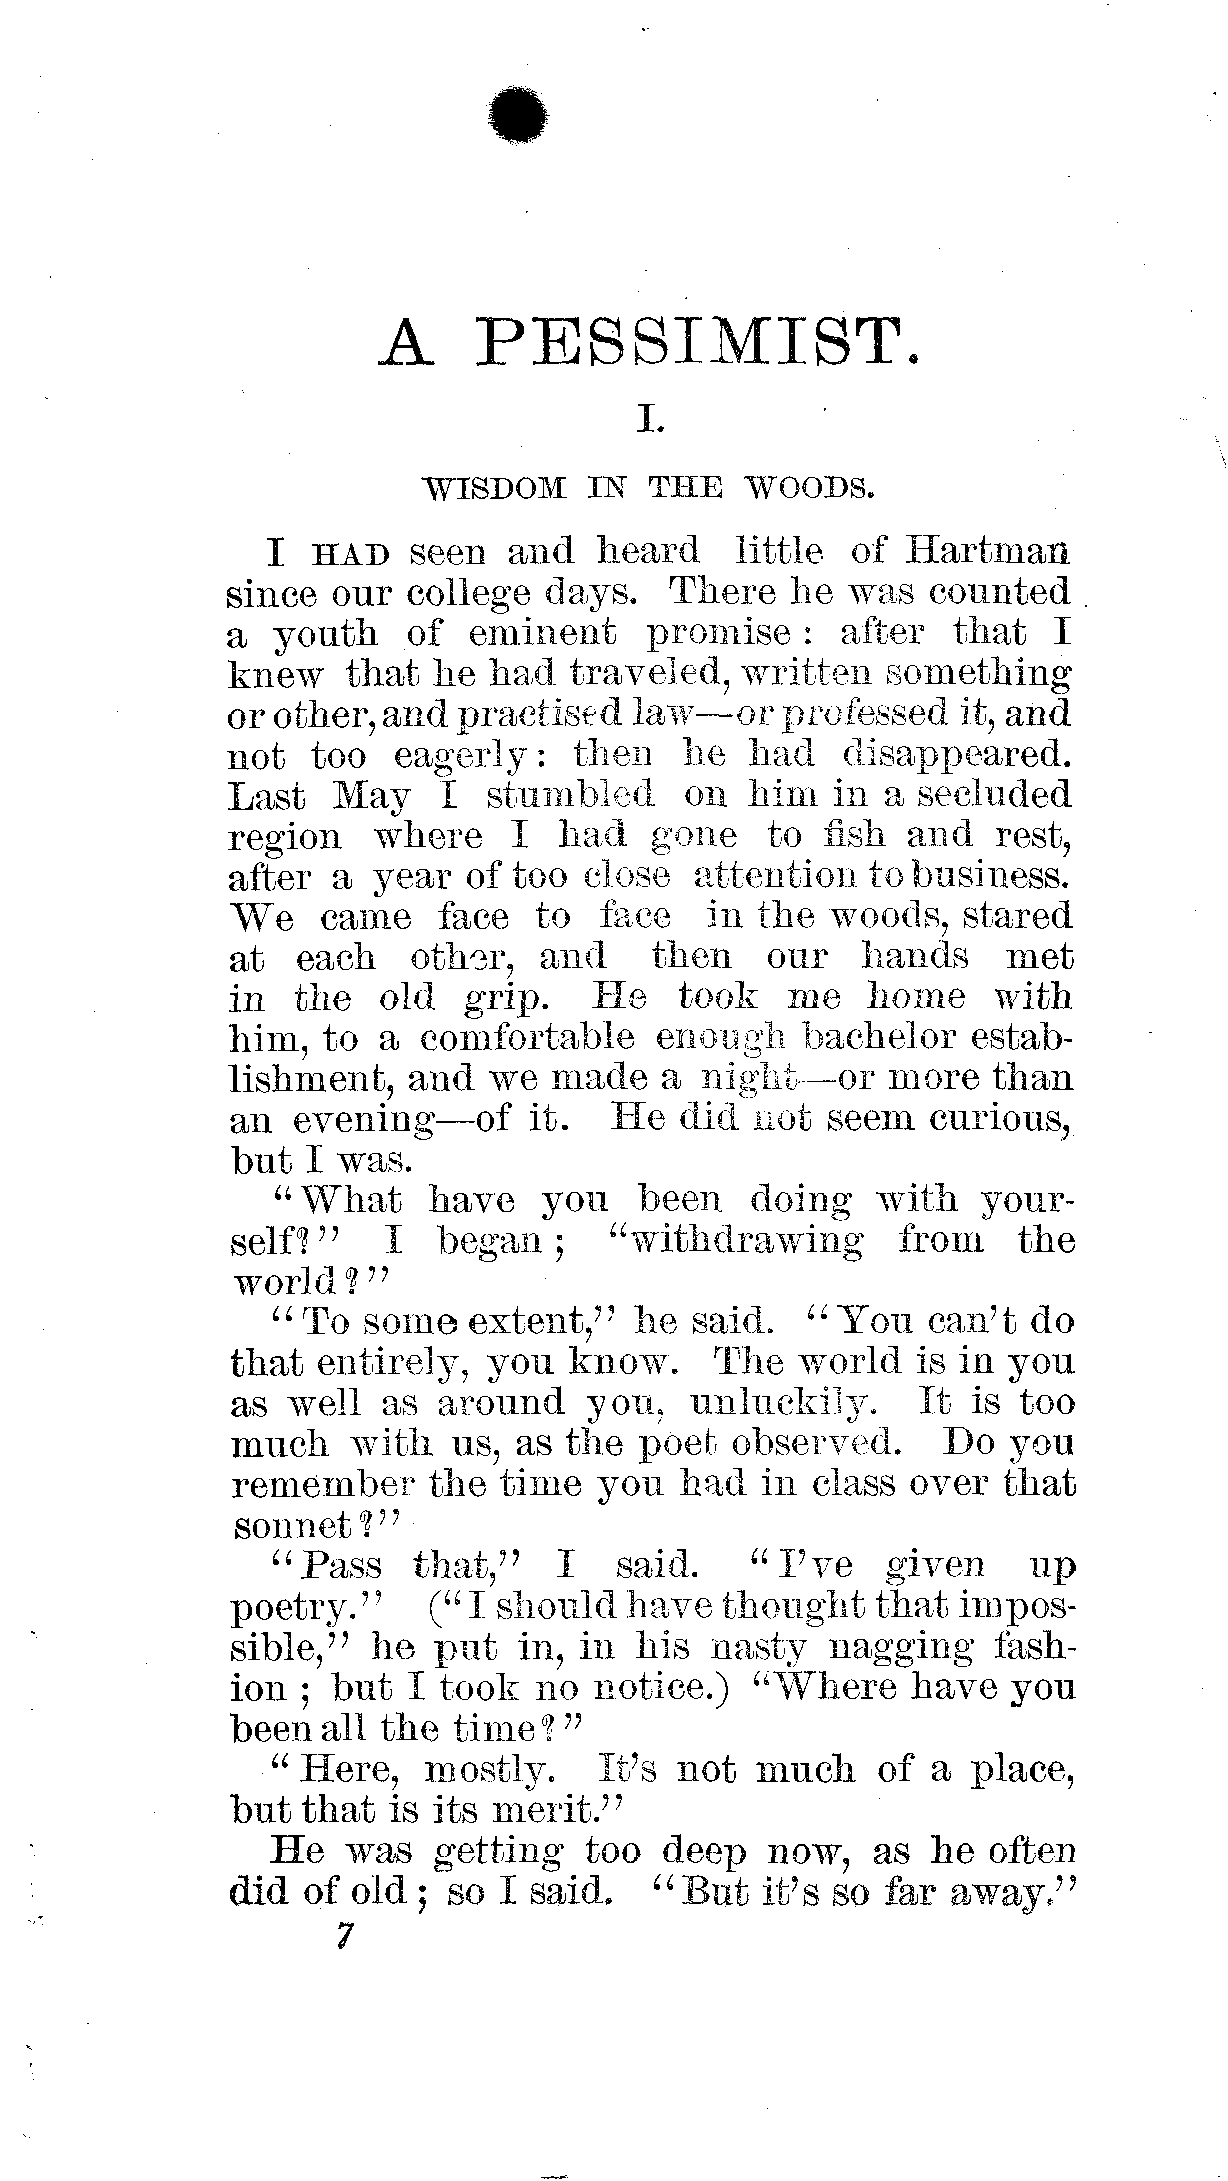 A PESSIMIST.
I.
WISDOM IN THE WOODS.
I HAD seen and heard little of Hartman
since our college days. There he was counted
a youth of eminent promise : after that I
knew that he had traveled, written something
or other, and practised law—or professed it, and
not too eagerly : then he had disappeared.
Last May I stumbled on him in a secluded
region where I had gone to fish and rest,
after a year of too close attention to business.
We came face to face in the woods, stared
at each other, and then our hands met
in the old grip. He took me home with
him, to a comfortable enough bachelor estab-
lishment, and we made a night—or more than
an evening—of it. He did not seem curious,
but I was.
"What have you been doing with your-
self?" I began ; "withdrawing from the
world?"
"To some extent," he said. "You can't do
that entirely, you know. The world is in you
as well as around you, unluckily. It is too
much with us, as the poet observed. Do you
remember the time you had in class over that
sonnet?"
"Pass that," I said. "I've given up
poetry." ("I should have thought that impos-
sible," he put in, in his nasty nagging fash-
ion ; but I took no notice.) "Where have you
been all the time?"
"Here, mostly. It's not much of a place,
but that is its merit."
He was getting too deep now, as he often
did of old ; so I said. "But it's so far away."
7